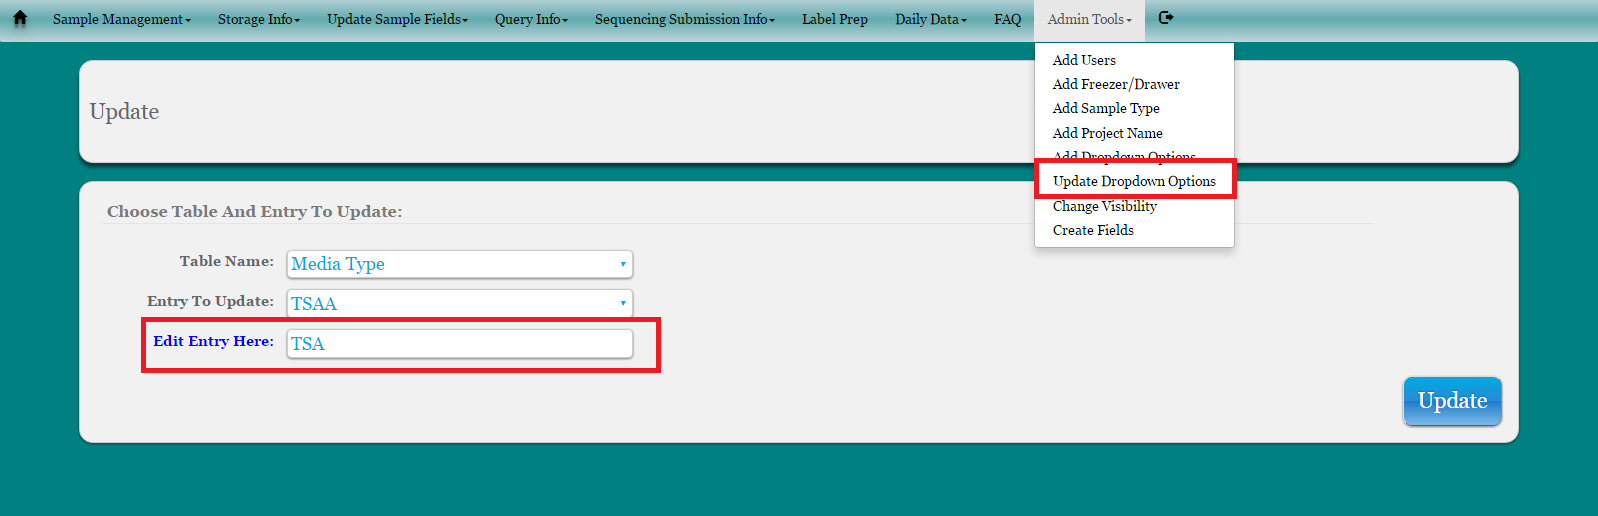 Sample Management Storage Info Update Sample Fields Query Info Sequencing Submission Info Label Prep Daily Data FAQ Admin Tools
Add Users
Add Freezer/Drawer
Add Sample Type
Add Project Name
Add Dropdown Options
Update Dropdown Options
Change Visibility
Create Fields
Update
Choose Table And Entry To Update:
Table Name: Media Type
Entry To Update: TSAA
Edit Entry Here: TSA
Update